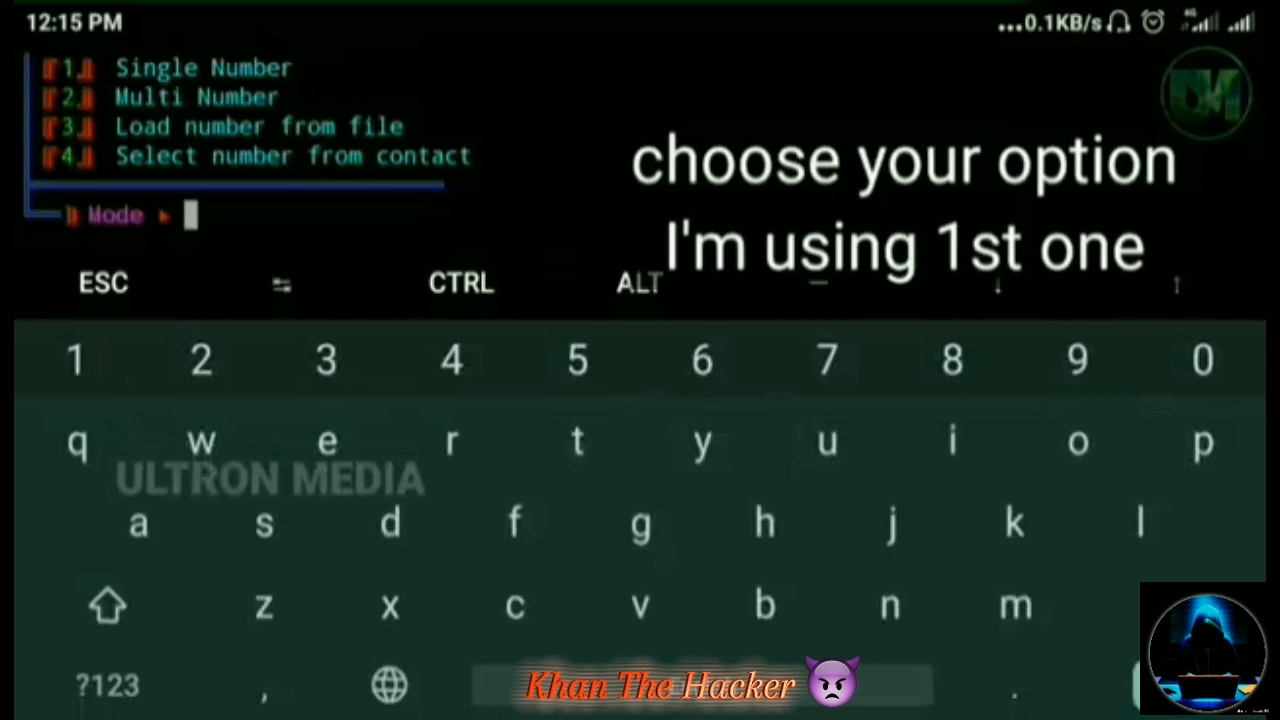 12:15 PM
...0.1KB/s 4G
1 Single Number
2 Multi Number
3 Load number from file
4 Select number from contact
Mode
choose your option
I'm using 1st one
ESC CTRL ALT
1 2 3 4 5 6 7 8 9 0
q w e r t y u i o p
ULTRON MEDIA
a s d f g h j k l
z x c v b n m
?123 , .
Khan The Hacker